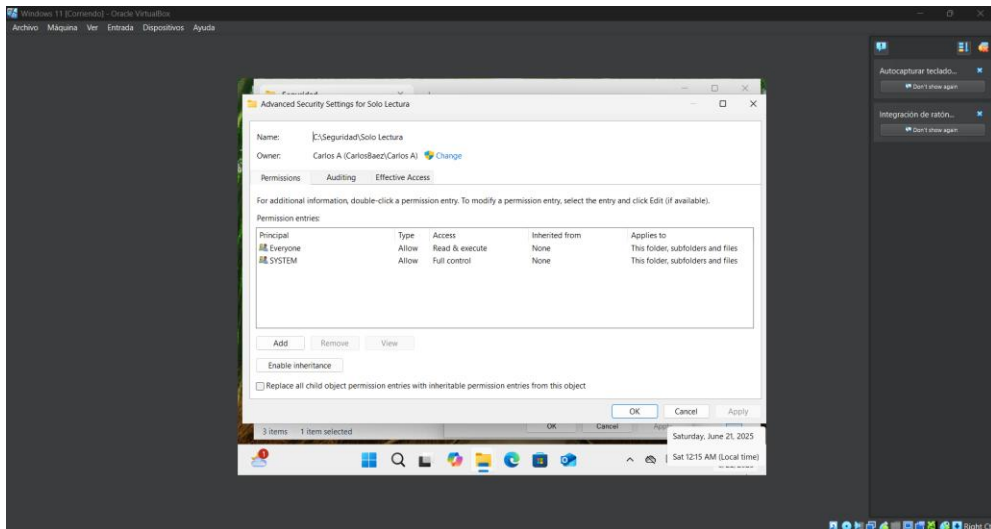 Windows 11 [Corriendo] - Oracle VirtualBox
Archivo Máquina Ver Entrada Dispositivos Ayuda
Autocapturar teclado...
Don't show again
Integración de ratón...
Don't show again
Seguridad
Advanced Security Settings for Solo Lectura
Name: C:\Seguridad\Solo Lectura
Owner: Carlos A (CarlosBaez\Carlos A) Change
Permissions Auditing Effective Access
For additional information, double-click a permission entry. To modify a permission entry, select the entry and click Edit (if available).
Permission entries:
Principal Type Access Inherited from Applies to
Everyone Allow Read & execute None This folder, subfolders and files
SYSTEM Allow Full control None This folder, subfolders and files
Add Remove View
Enable inheritance
Replace all child object permission entries with inheritable permission entries from this object
OK Cancel Apply
3 items 1 item selected
OK Cancel
Saturday, June 21, 2025
Sat 12:15 AM (Local time)
1
Right